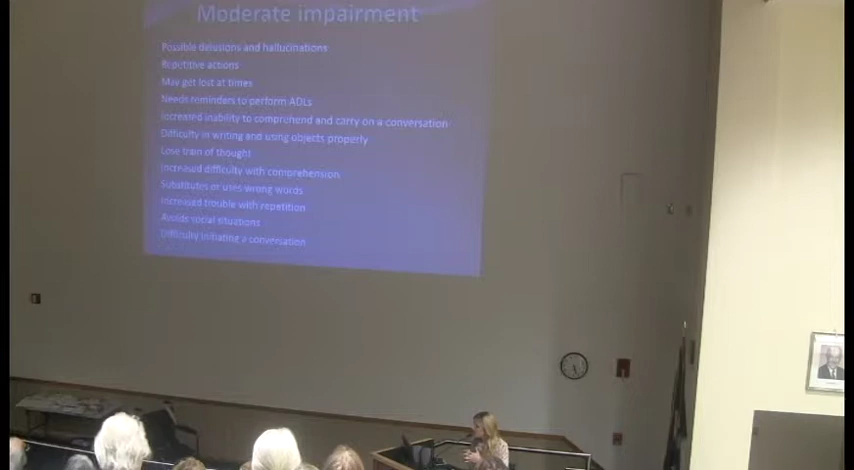 Moderate impairment
Possible delusions and hallucinations
Repetitive actions
May get lost at times
Needs reminders to perform ADLs
Increased inability to comprehend and carry on a conversation
Difficulty in writing and using objects properly
Lose train of thought
Increased difficulty with comprehension
Substitutes or uses wrong words
Increased trouble with repetition
Avoids social situations
Difficulty initiating a conversation